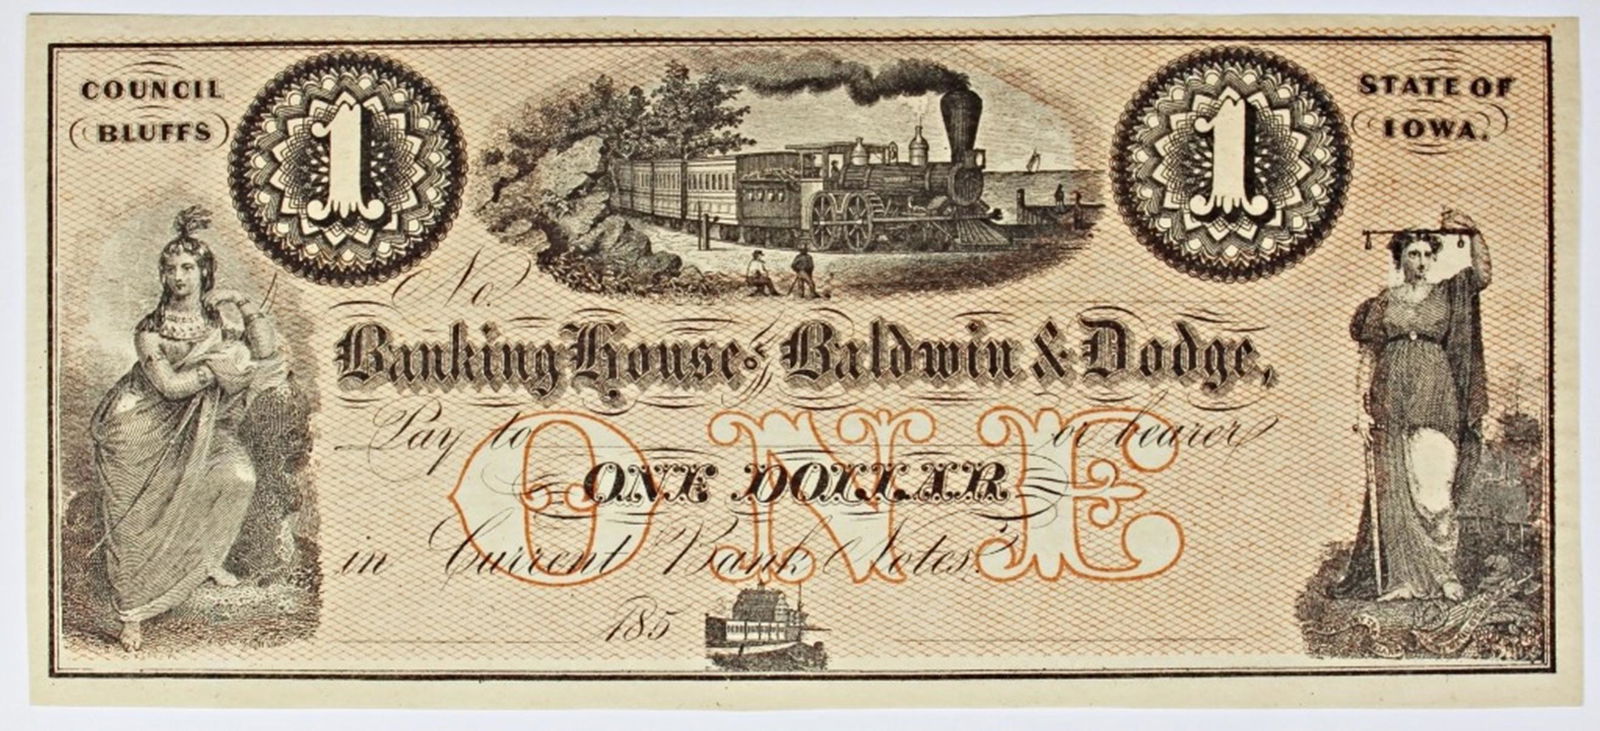 COUNCIL
BLUFFS
1
1
STATE OF
IOWA.
No.
Banking House of Baldwin & Dodge,
Pay to or bearer
ONE
ONE DOLLAR
in Current Bank Notes.
185